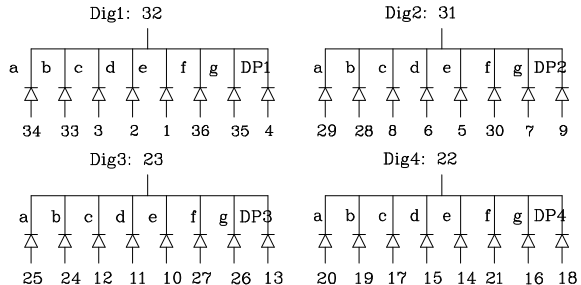 Dig1: 32 Dig2: 31
a b c d e f g DP1 a b c d e f g DP2
34 33 3 2 1 36 35 4 29 28 8 6 5 30 7 9
Dig3: 23 Dig4: 22
a b c d e f g DP3 a b c d e f g DP4
25 24 12 11 10 27 26 13 20 19 17 15 14 21 16 18